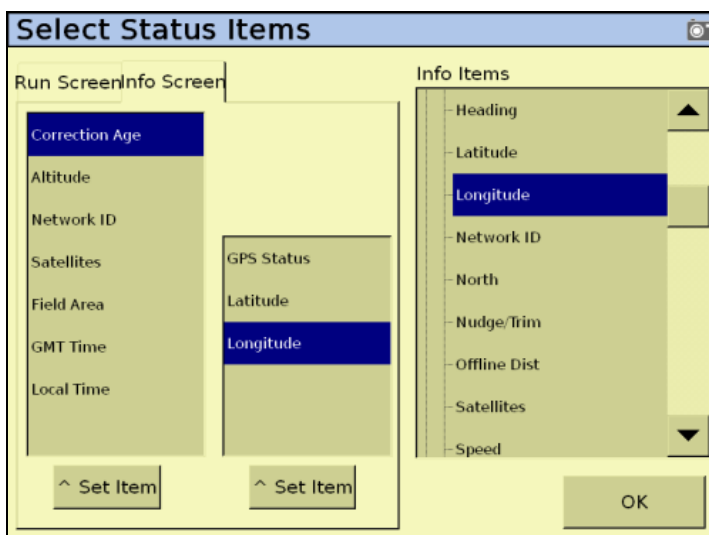 Select Status Items
Run Screen
Info Screen
Correction Age
Altitude
Network ID
Satellites
Field Area
GMT Time
Local Time
^ Set Item
GPS Status
Latitude
Longitude
^ Set Item
Info Items
Heading
Latitude
Longitude
Network ID
North
Nudge/Trim
Offline Dist
Satellites
Speed
OK